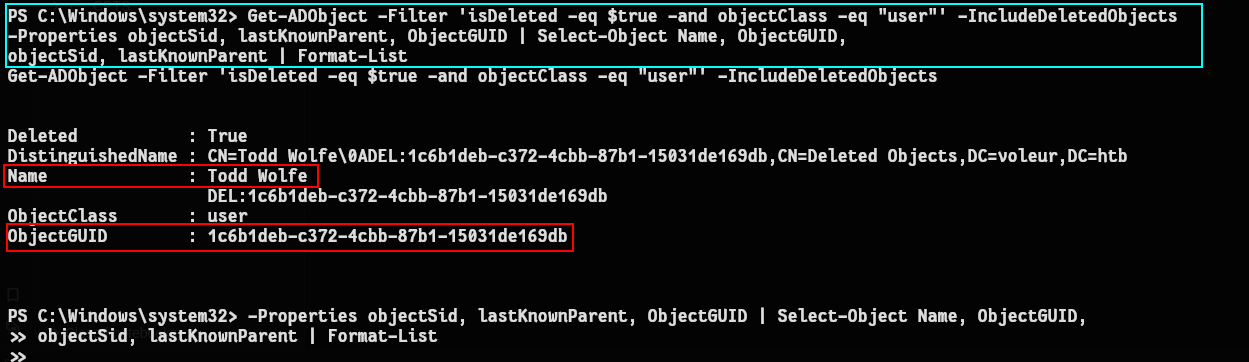 PS C:\Windows\system32> Get-ADObject -Filter 'isDeleted -eq $true -and objectClass -eq "user"' -IncludeDeletedObjects
-Properties objectSid, lastKnownParent, ObjectGUID | Select-Object Name, ObjectGUID,
objectSid, lastKnownParent | Format-List
Get-ADObject -Filter 'isDeleted -eq $true -and objectClass -eq "user"' -IncludeDeletedObjects
Deleted : True
DistinguishedName : CN=Todd Wolfe\0ADEL:1c6b1deb-c372-4cbb-87b1-15031de169db,CN=Deleted Objects,DC=voleur,DC=htb
Name : Todd Wolfe
DEL:1c6b1deb-c372-4cbb-87b1-15031de169db
ObjectClass : user
ObjectGUID : 1c6b1deb-c372-4cbb-87b1-15031de169db
PS C:\Windows\system32> -Properties objectSid, lastKnownParent, ObjectGUID | Select-Object Name, ObjectGUID,
>> objectSid, lastKnownParent | Format-List
>>